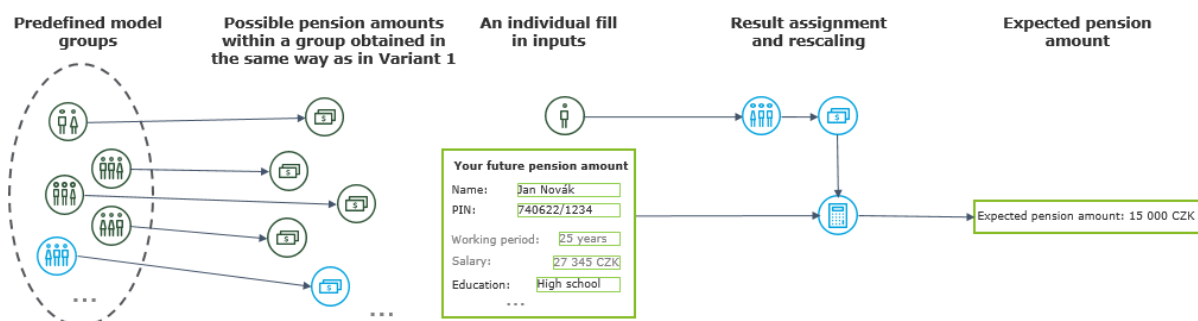 Predefined model
groups
Possible pension amounts
within a group obtained in
the same way as in Variant 1
An individual fill
in inputs
Result assignment
and rescaling
Expected pension
amount
...
...
Your future pension amount
Name: Jan Novák
PIN: 740622/1234
Working period: 25 years
Salary: 27 345 CZK
Education: High school
...
Expected pension amount: 15 000 CZK